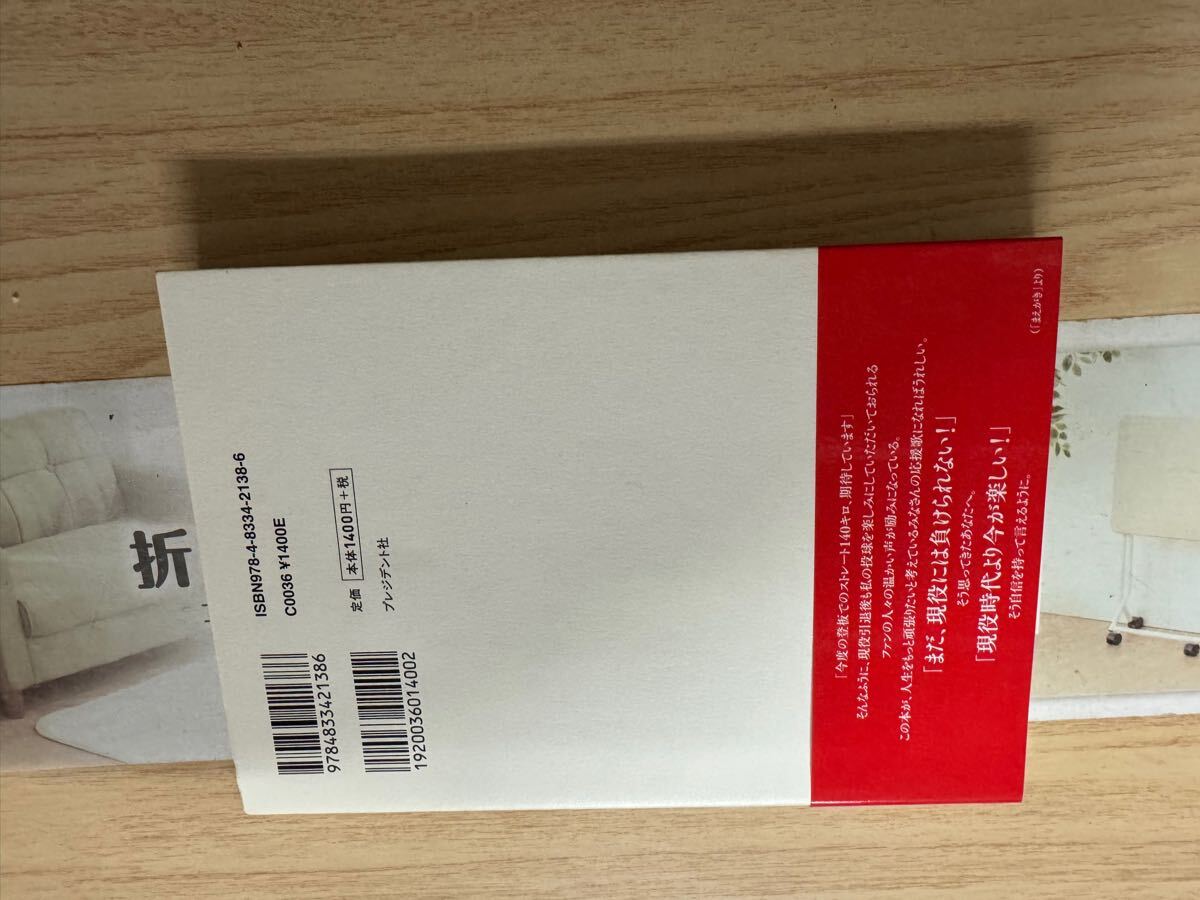 ISBN978-4-8334-2138-6
C0036 ¥1400E
定価 本体1400円+税
プレジデント社
9784833421386
1920036014002
「今度の登板でのストレート140キロ、期待しています」
そんなふうに、現役引退後も私の投球を楽しみにしていただいておられる
ファンの人々の温かい声が励みになっている。
この本が、人生をもっと頑張りたいと考えているみなさんの応援歌になればうれしい。
「まだ、現役には負けられない!」
そう思ってきたあなたへ。
「現役時代より今が楽しい!」
そう自信を持って言えるように。
(「まえがき」より)